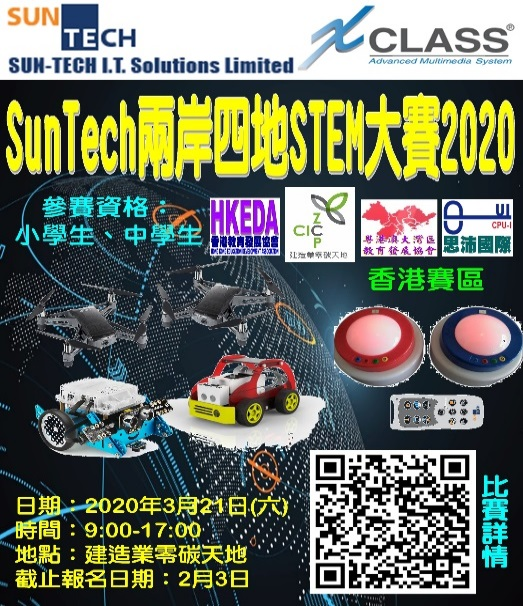 SUN TECH
SUN-TECH I.T. Solutions Limited
XCLASS®
Advanced Multimedia System
SunTech兩岸四地STEM大賽2020
參賽資格：
小學生、中學生
HKEDA
香港教育發展協會
CIC ZCP
建造業零碳天地
粵港澳大灣區
教育發展協會
UI
CPU-I
思沛國際
香港賽區
日期：2020年3月21日(六)
時間：9:00-17:00
地點：建造業零碳天地
截止報名日期：2月3日
比賽詳情